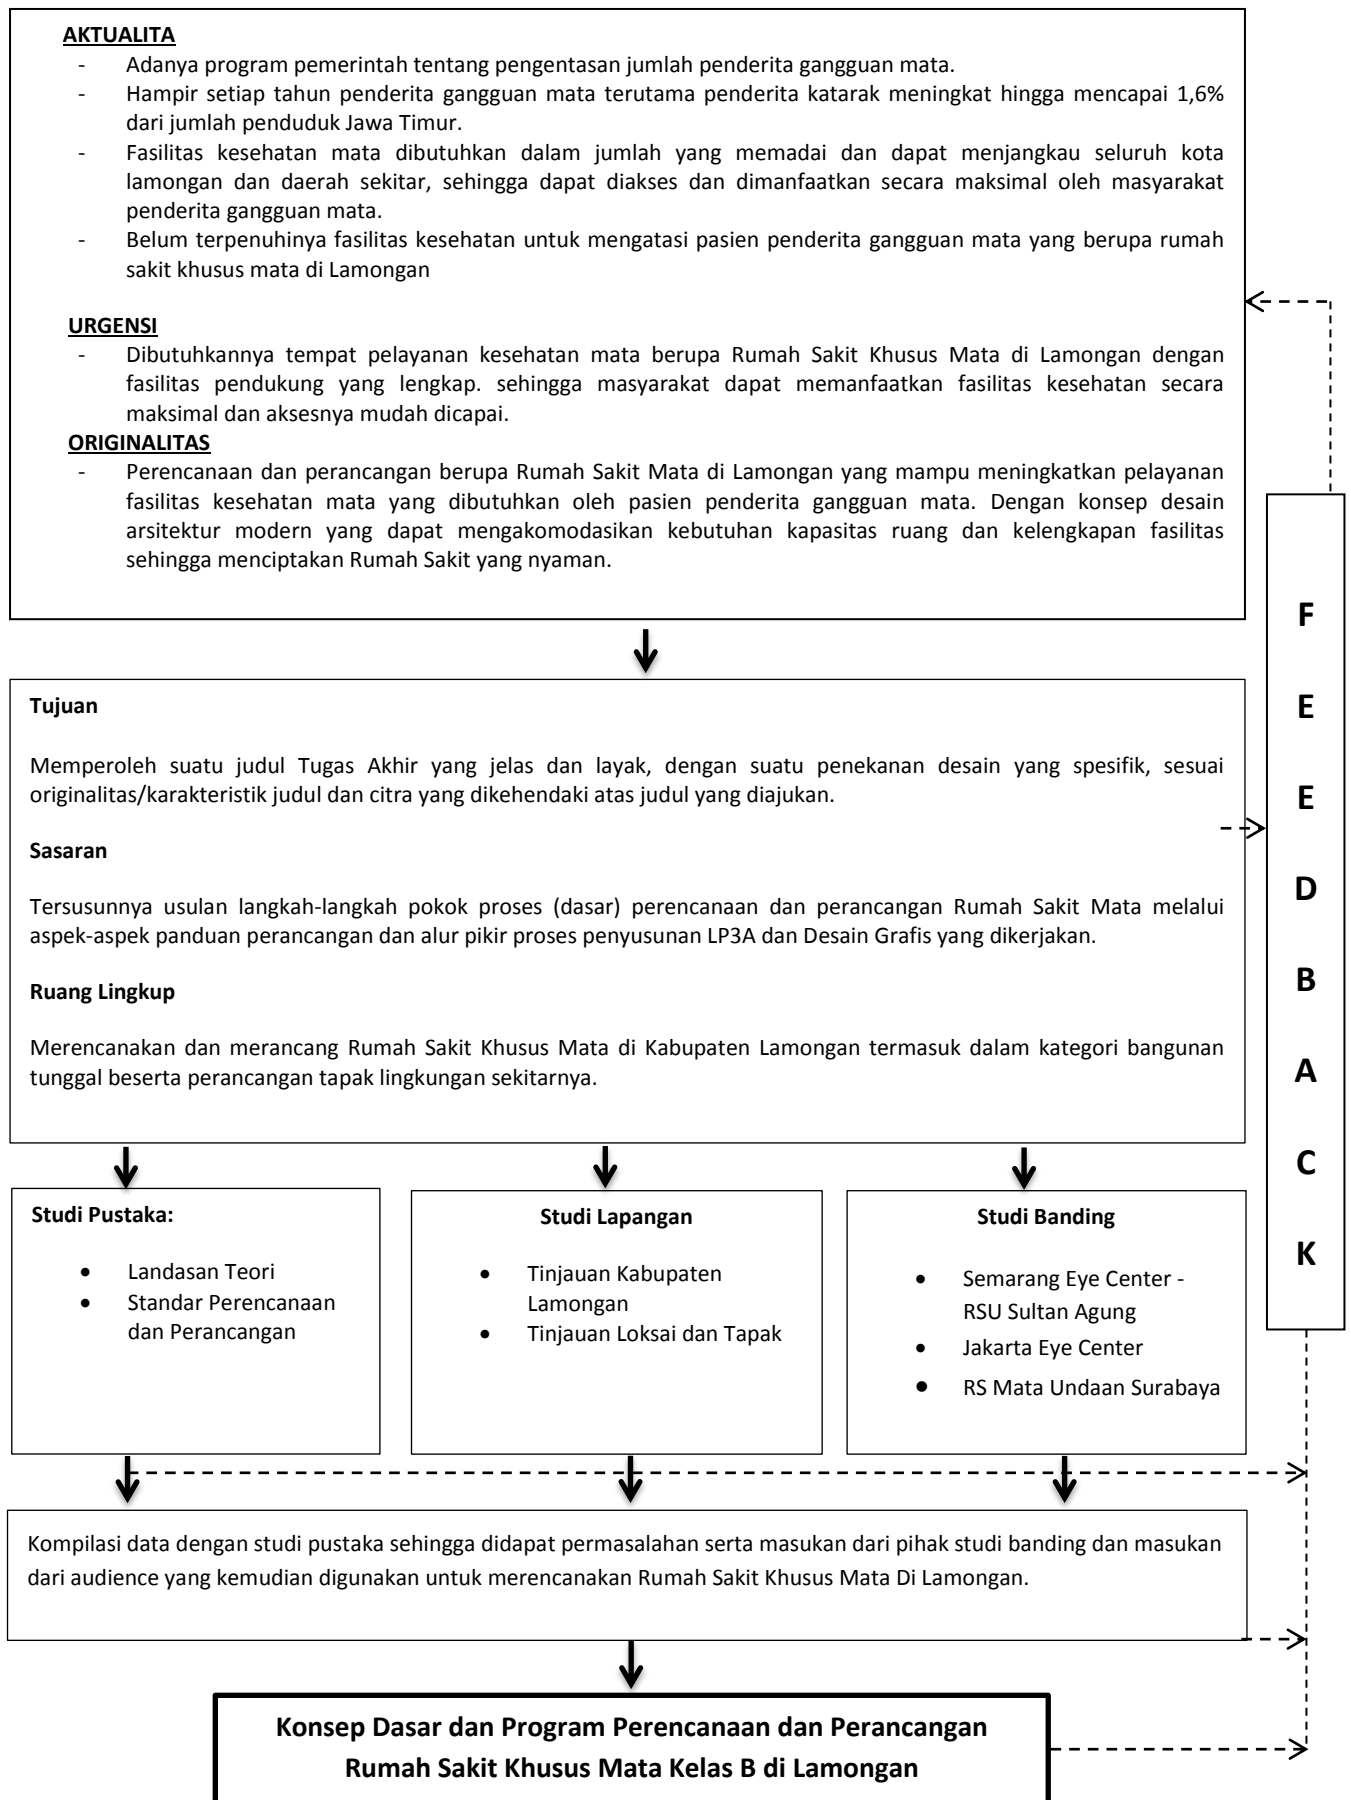 AKTUALITA
- Adanya program pemerintah tentang pengentasan jumlah penderita gangguan mata.
- Hampir setiap tahun penderita gangguan mata terutama penderita katarak meningkat hingga mencapai 1,6%
dari jumlah penduduk Jawa Timur.
- Fasilitas kesehatan mata dibutuhkan dalam jumlah yang memadai dan dapat menjangkau seluruh kota
lamongan dan daerah sekitar, sehingga dapat diakses dan dimanfaatkan secara maksimal oleh masyarakat
penderita gangguan mata.
- Belum terpenuhinya fasilitas kesehatan untuk mengatasi pasien penderita gangguan mata yang berupa rumah
sakit khusus mata di Lamongan
URGENSI
- Dibutuhkannya tempat pelayanan kesehatan mata berupa Rumah Sakit Khusus Mata di Lamongan dengan
fasilitas pendukung yang lengkap. sehingga masyarakat dapat memanfaatkan fasilitas kesehatan secara
maksimal dan aksesnya mudah dicapai.
ORIGINALITAS
- Perencanaan dan perancangan berupa Rumah Sakit Mata di Lamongan yang mampu meningkatkan pelayanan
fasilitas kesehatan mata yang dibutuhkan oleh pasien penderita gangguan mata. Dengan konsep desain
arsitektur modern yang dapat mengakomodasikan kebutuhan kapasitas ruang dan kelengkapan fasilitas
sehingga menciptakan Rumah Sakit yang nyaman.
Tujuan
Memperoleh suatu judul Tugas Akhir yang jelas dan layak, dengan suatu penekanan desain yang spesifik, sesuai
originalitas/karakteristik judul dan citra yang dikehendaki atas judul yang diajukan.
Sasaran
Tersusunnya usulan langkah-langkah pokok proses (dasar) perencanaan dan perancangan Rumah Sakit Mata melalui
aspek-aspek panduan perancangan dan alur pikir proses penyusunan LP3A dan Desain Grafis yang dikerjakan.
Ruang Lingkup
Merencanakan dan merancang Rumah Sakit Khusus Mata di Kabupaten Lamongan termasuk dalam kategori bangunan
tunggal beserta perancangan tapak lingkungan sekitarnya.
F
E
E
D
B
A
C
K
Studi Pustaka:
• Landasan Teori
• Standar Perencanaan
dan Perancangan
Studi Lapangan
• Tinjauan Kabupaten
Lamongan
• Tinjauan Loksai dan Tapak
Studi Banding
• Semarang Eye Center -
RSU Sultan Agung
• Jakarta Eye Center
• RS Mata Undaan Surabaya
Kompilasi data dengan studi pustaka sehingga didapat permasalahan serta masukan dari pihak studi banding dan masukan
dari audience yang kemudian digunakan untuk merencanakan Rumah Sakit Khusus Mata Di Lamongan.
Konsep Dasar dan Program Perencanaan dan Perancangan
Rumah Sakit Khusus Mata Kelas B di Lamongan